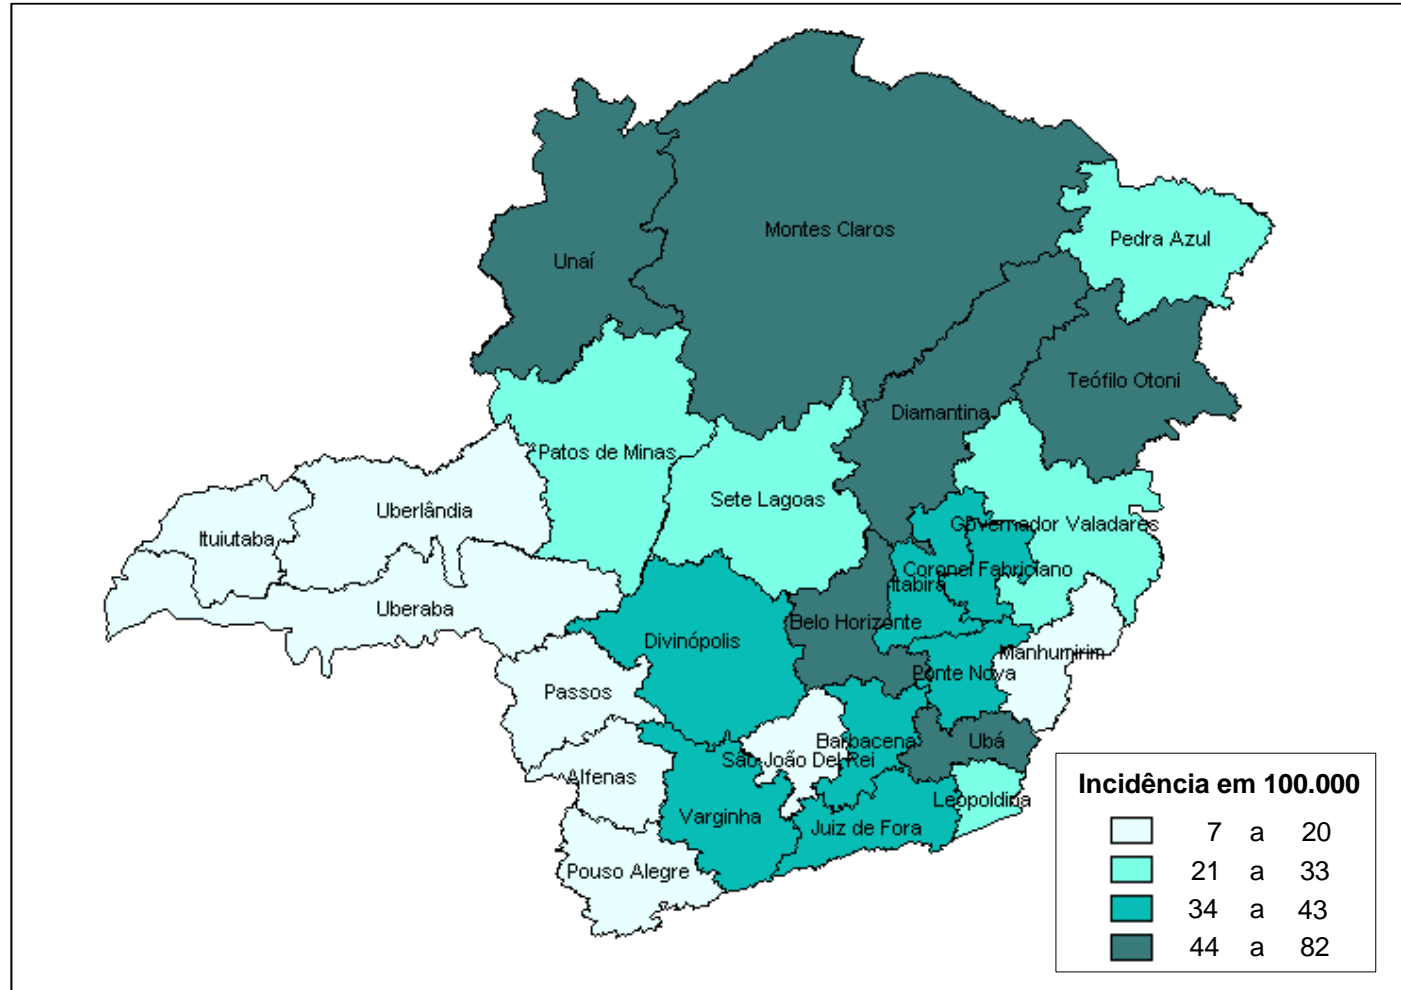 Montes Claros
Pedra Azul
Unaí
Teófilo Otoni
Diamantina
Patos de Minas
Sete Lagoas
Uberlândia
Governador Valadares
Ituiutaba
Coronel Fabriciano
Itabira
Uberaba
Belo Horizonte
Divinópolis
Manhumirim
Ponte Nova
Passos
Barbacena
Ubá
São João Del Rei
Alfenas
Leopoldina
Varginha
Juiz de Fora
Pouso Alegre
Incidência em 100.000
7 a 20
21 a 33
34 a 43
44 a 82